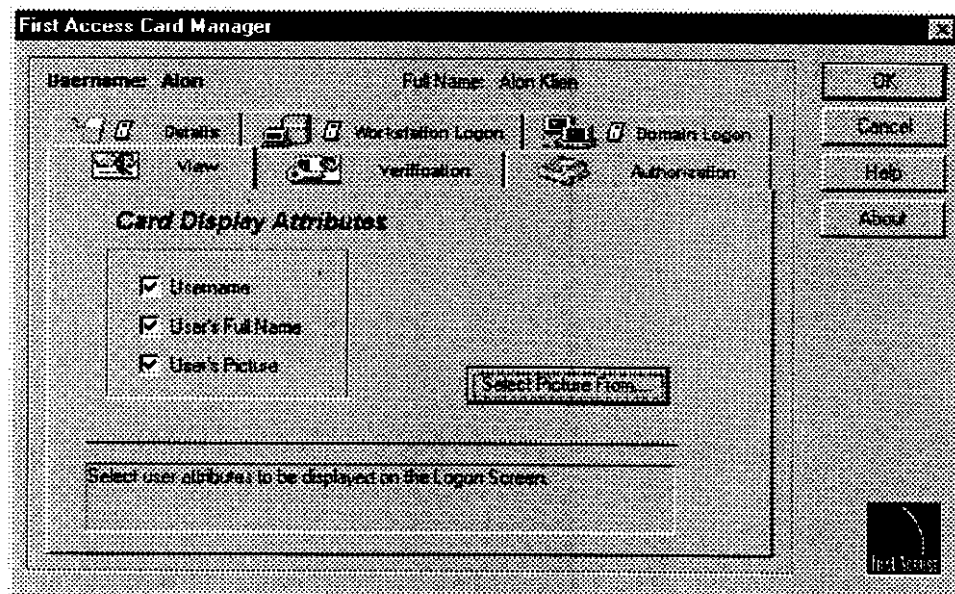 First Access Card Manager
Username: Alon
Full Name: Alon Klien
OK
Cancel
Help
About
Details
Workstation Logon
Domain Logon
View
Verification
Authorization
Card Display Attributes
Username
User's Full Name
User's Picture
Select Picture From...
Select user attributes to be displayed on the Logon Screen.
First Access